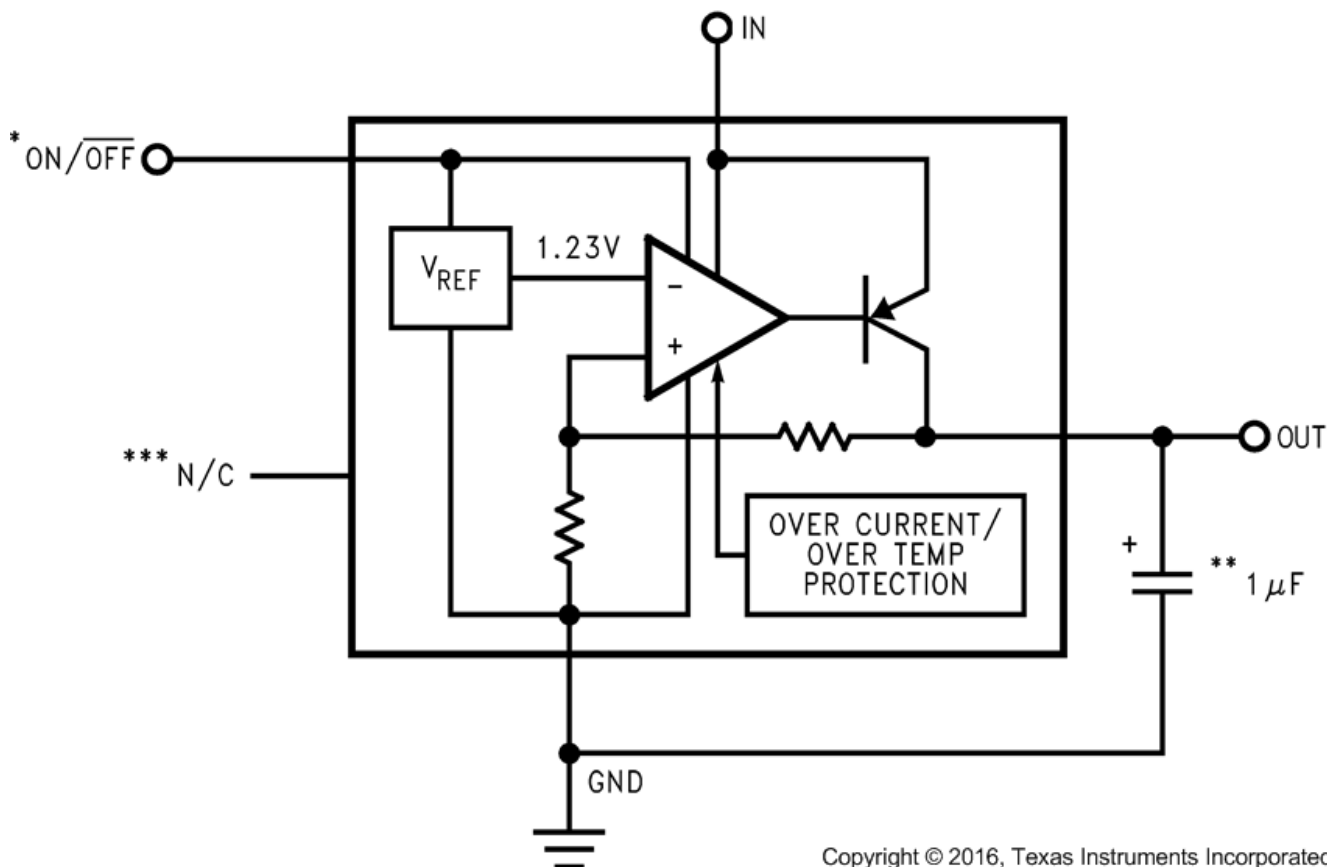 IN
* ON/OFF
1.23V
VREF
-
+
*** N/C
OUT
OVER CURRENT/
OVER TEMP
PROTECTION
+
** 1 μF
GND
Copyright © 2016, Texas Instruments Incorporated